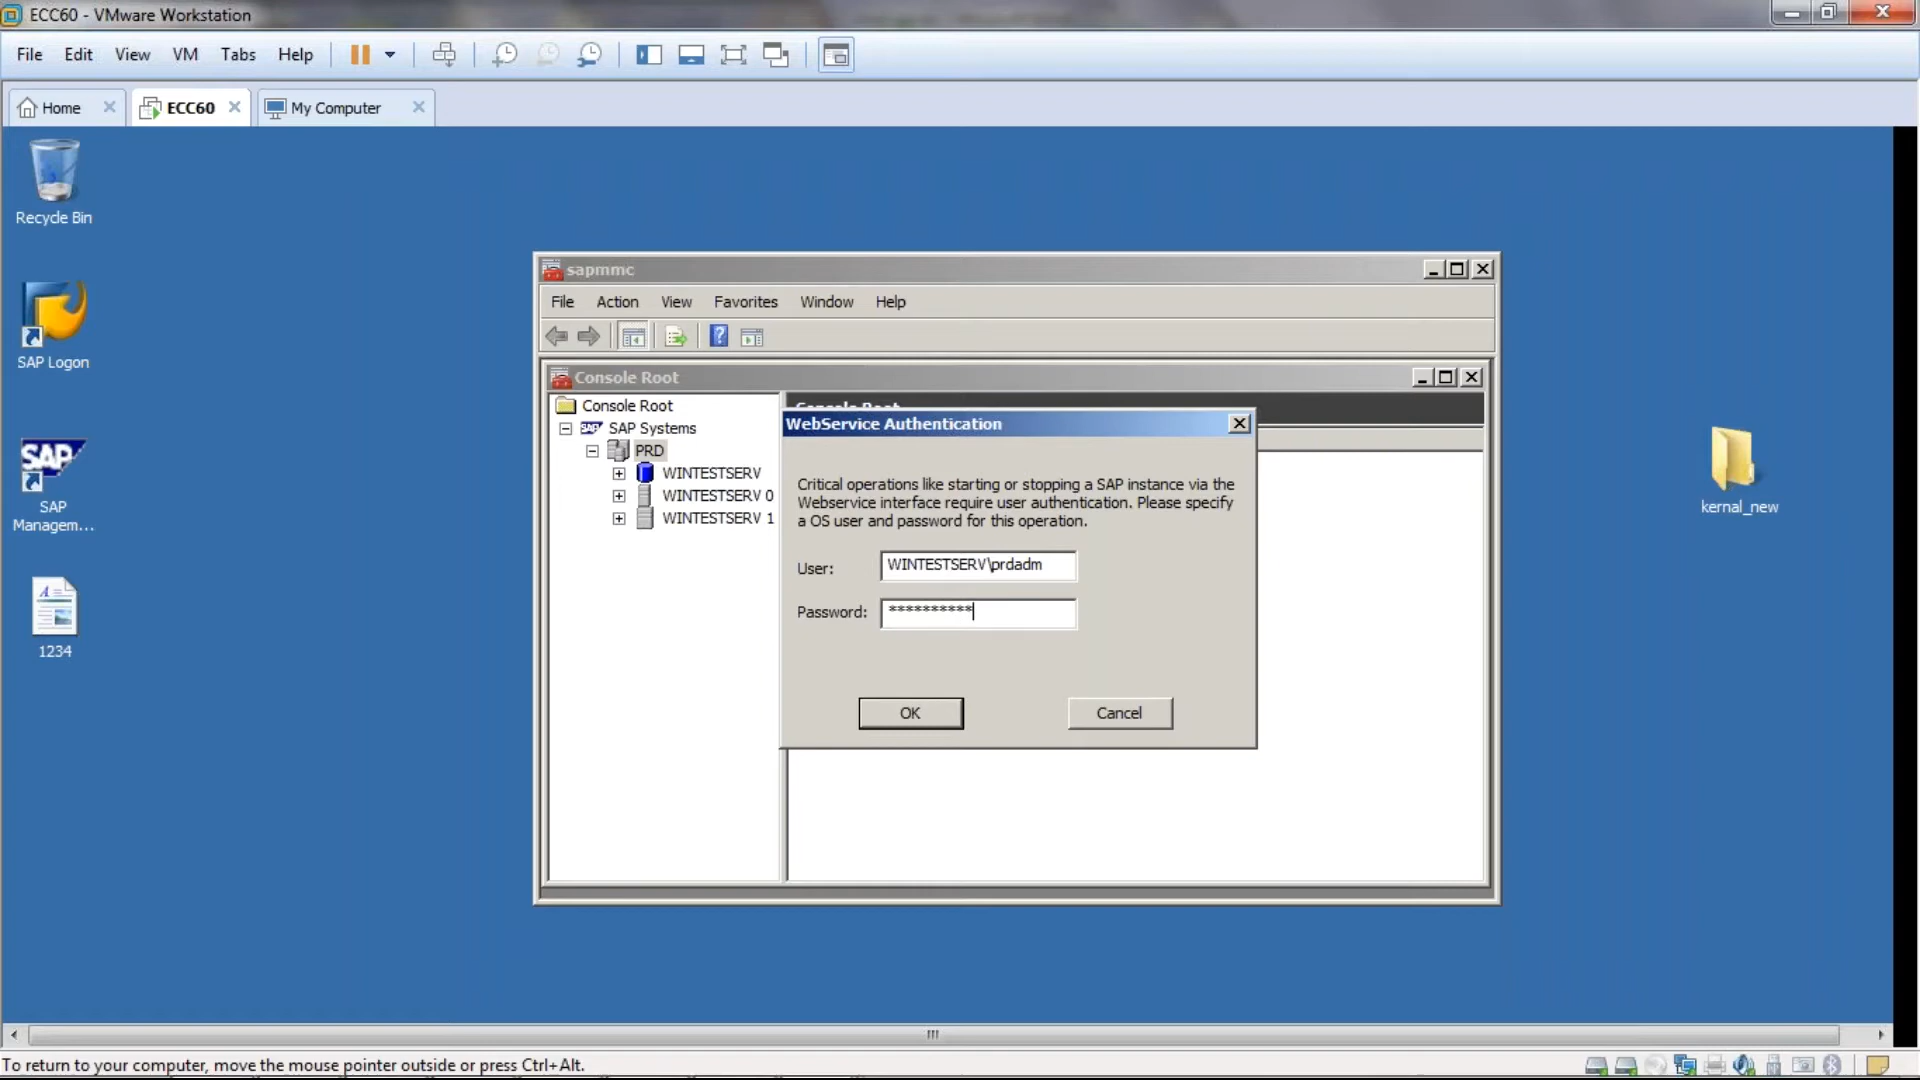 ECC60 - VMware Workstation
File Edit View VM Tabs Help
Home ECC60 My Computer
Recycle Bin
SAP Logon
SAP
SAP
Managem...
1234
kernal_new
sapmmc
File Action View Favorites Window Help
Console Root
Console Root
SAP Systems
PRD
WINTESTSERV
WINTESTSERV 0
WINTESTSERV 1
Console Root
WebService Authentication
Critical operations like starting or stopping a SAP instance via the
Webservice interface require user authentication. Please specify
a OS user and password for this operation.
User: WINTESTSERV\prdadm
Password: **********
OK Cancel
To return to your computer, move the mouse pointer outside or press Ctrl+Alt.